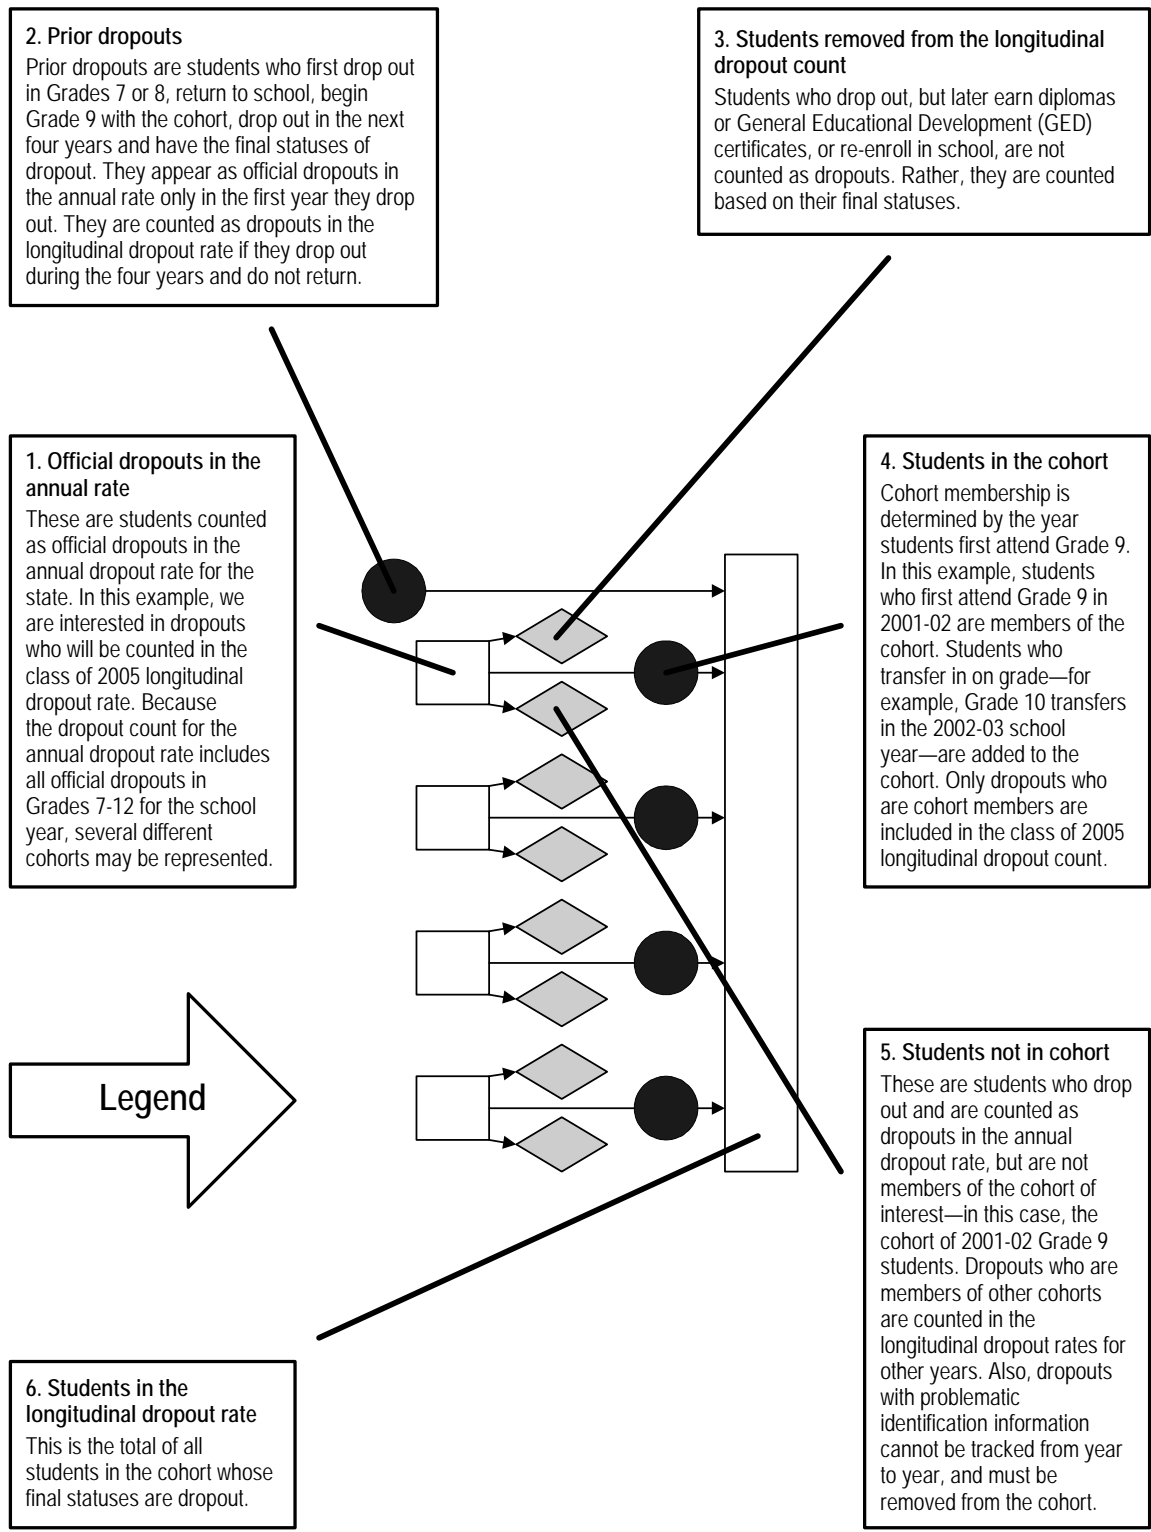 2. Prior dropouts
Prior dropouts are students who first drop out
in Grades 7 or 8, return to school, begin
Grade 9 with the cohort, drop out in the next
four years and have the final statuses of
dropout. They appear as official dropouts in
the annual rate only in the first year they drop
out. They are counted as dropouts in the
longitudinal dropout rate if they drop out
during the four years and do not return.
3. Students removed from the longitudinal
dropout count
Students who drop out, but later earn diplomas
or General Educational Development (GED)
certificates, or re-enroll in school, are not
counted as dropouts. Rather, they are counted
based on their final statuses.
1. Official dropouts in the
annual rate
These are students counted
as official dropouts in the
annual dropout rate for the
state. In this example, we
are interested in dropouts
who will be counted in the
class of 2005 longitudinal
dropout rate. Because
the dropout count for the
annual dropout rate includes
all official dropouts in
Grades 7-12 for the school
year, several different
cohorts may be represented.
4. Students in the cohort
Cohort membership is
determined by the year
students first attend Grade 9.
In this example, students
who first attend Grade 9 in
2001-02 are members of the
cohort. Students who
transfer in on grade—for
example, Grade 10 transfers
in the 2002-03 school
year—are added to the
cohort. Only dropouts who
are cohort members are
included in the class of 2005
longitudinal dropout count.
Legend
5. Students not in cohort
These are students who drop
out and are counted as
dropouts in the annual
dropout rate, but are not
members of the cohort of
interest—in this case, the
cohort of 2001-02 Grade 9
students. Dropouts who are
members of other cohorts
are counted in the
longitudinal dropout rates for
other years. Also, dropouts
with problematic
identification information
cannot be tracked from year
to year, and must be
removed from the cohort.
6. Students in the
longitudinal dropout rate
This is the total of all
students in the cohort whose
final statuses are dropout.